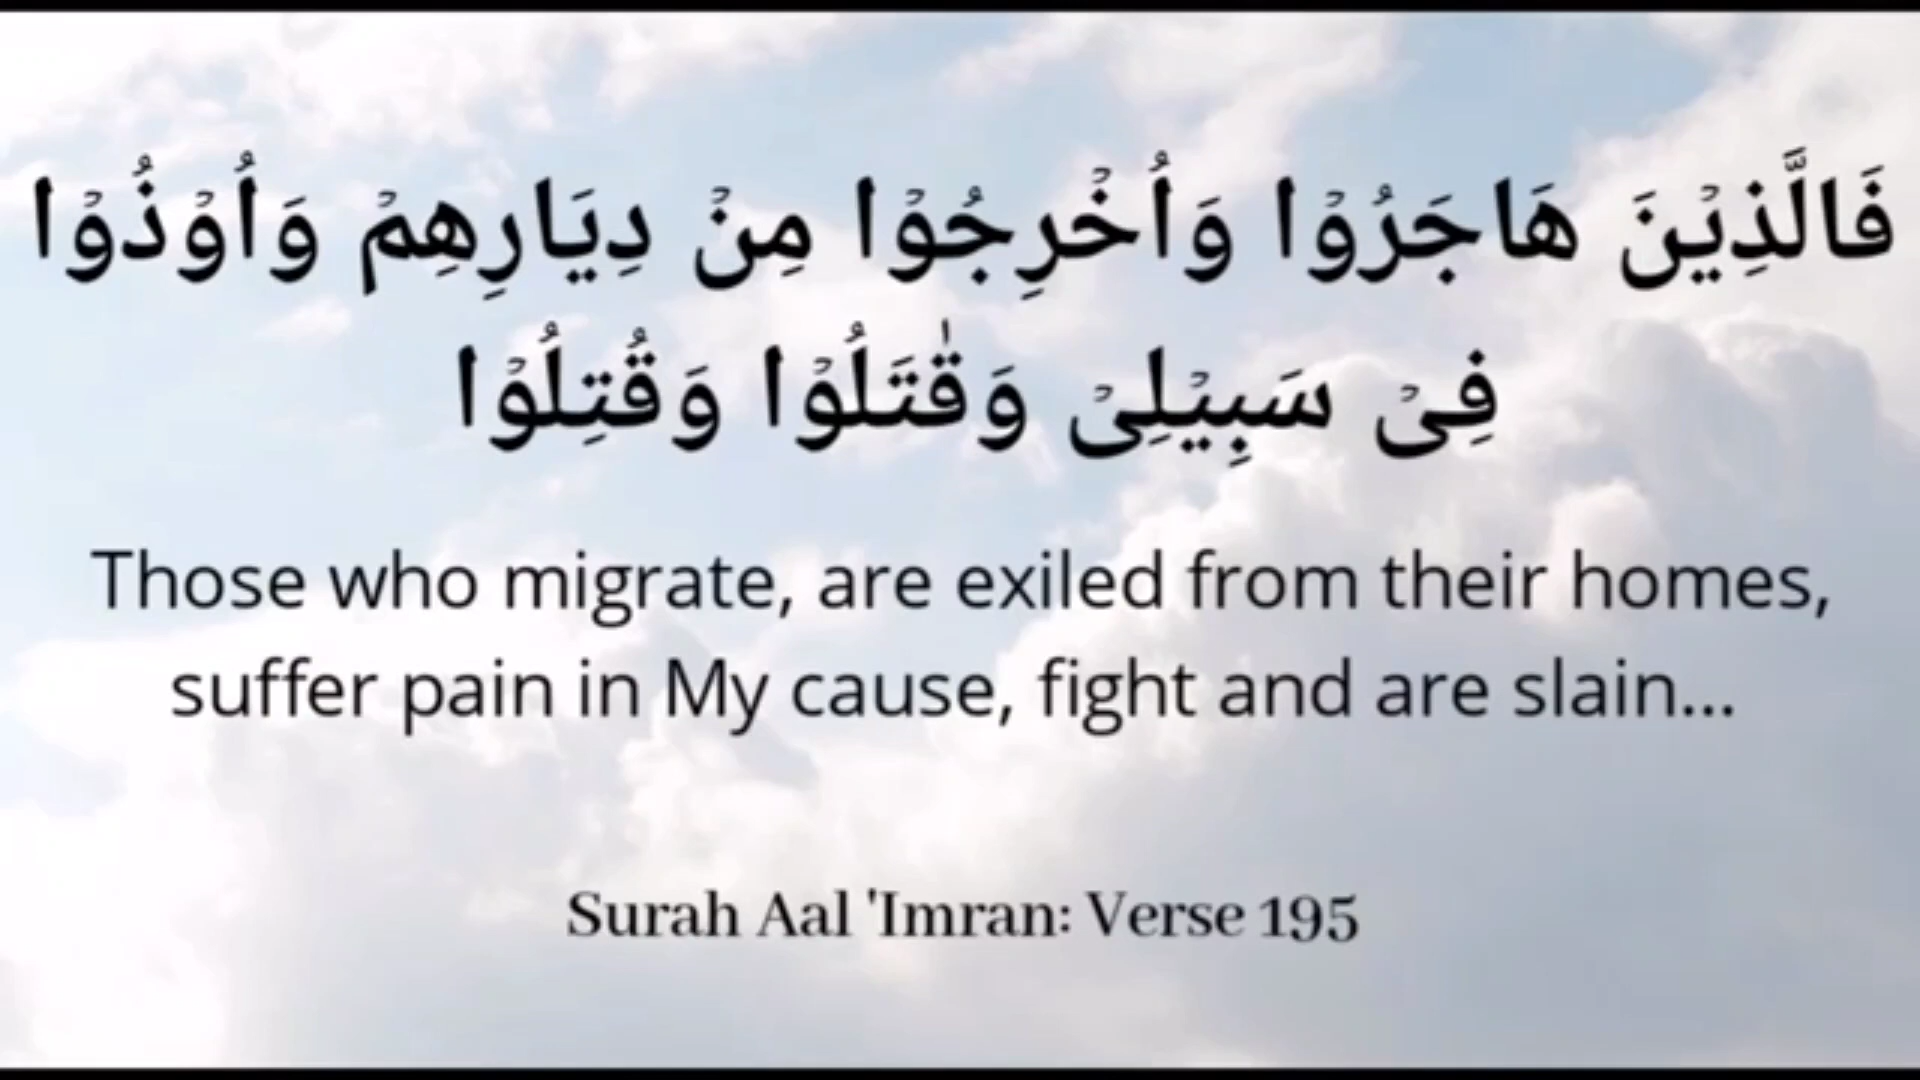 فَالَّذِيْنَ هَاجَرُوْا وَاُخْرِجُوْا مِنْ دِيَارِهِمْ وَاُوْذُوْا
فِىْ سَبِيْلِىْ وَقٰتَلُوْا وَقُتِلُوْا
Those who migrate, are exiled from their homes,
suffer pain in My cause, fight and are slain...
Surah Aal 'Imran: Verse 195